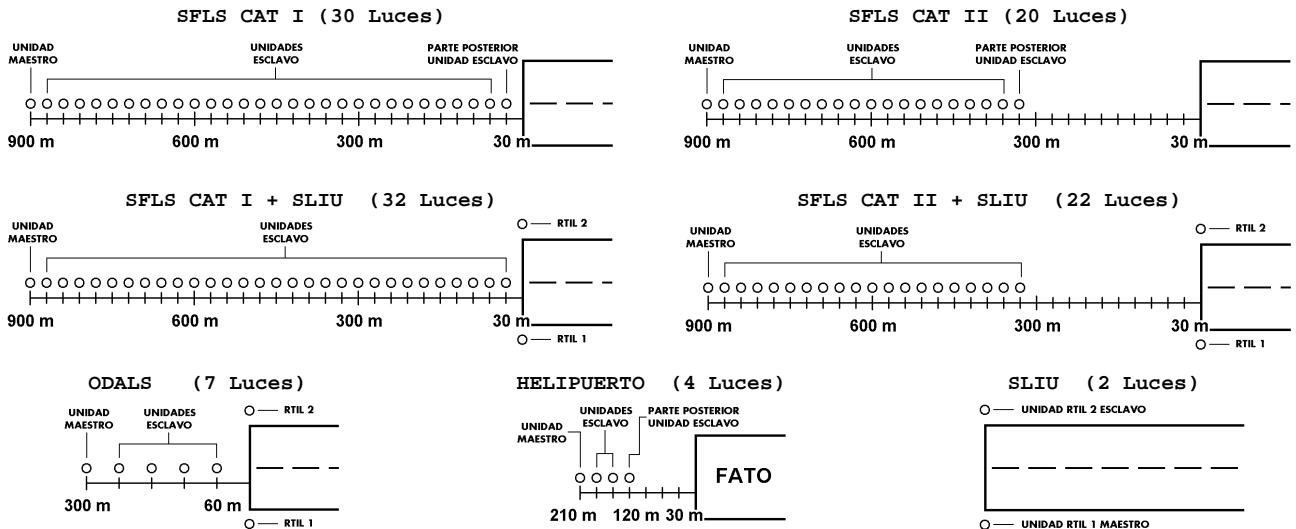 SFLS CAT I (30 Luces)
UNIDAD
MAESTRO
UNIDADES
ESCLAVO
PARTE POSTERIOR
UNIDAD ESCLAVO
900 m
600 m
300 m
30 m
SFLS CAT II (20 Luces)
UNIDAD
MAESTRO
UNIDADES
ESCLAVO
PARTE POSTERIOR
UNIDAD ESCLAVO
900 m
600 m
300 m
30 m
SFLS CAT I + SLIU (32 Luces)
UNIDAD
MAESTRO
UNIDADES
ESCLAVO
RTIL 2
900 m
600 m
300 m
30 m
RTIL 1
SFLS CAT II + SLIU (22 Luces)
UNIDAD
MAESTRO
UNIDADES
ESCLAVO
RTIL 2
900 m
600 m
300 m
30 m
RTIL 1
ODALS (7 Luces)
UNIDAD
MAESTRO
UNIDADES
ESCLAVO
RTIL 2
300 m
60 m
RTIL 1
HELIPUERTO (4 Luces)
UNIDAD
MAESTRO
UNIDADES
ESCLAVO
PARTE POSTERIOR
UNIDAD ESCLAVO
FATO
210 m
120 m
30 m
SLIU (2 Luces)
UNIDAD RTIL 2 ESCLAVO
UNIDAD RTIL 1 MAESTRO